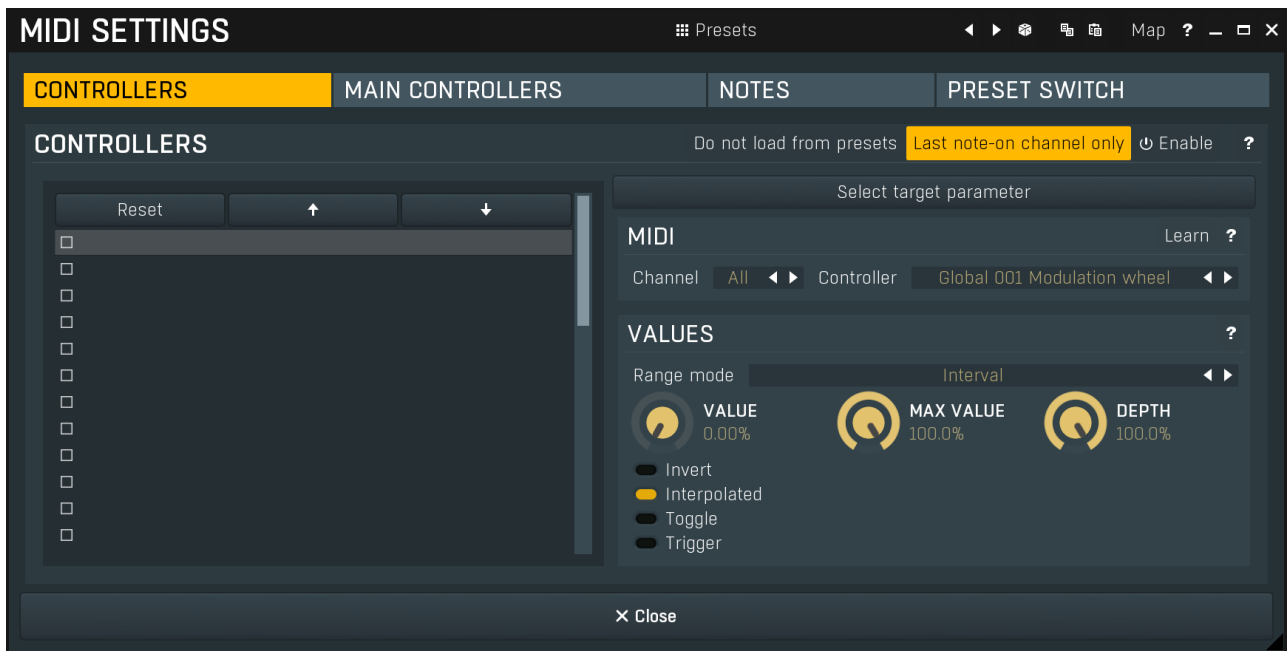 MIDI SETTINGS Presets Map ?
CONTROLLERS MAIN CONTROLLERS NOTES PRESET SWITCH
CONTROLLERS Do not load from presets Last note-on channel only Enable ?
Select target parameter
Reset
MIDI Learn ?
Channel All Controller Global 001 Modulation wheel
VALUES ?
Range mode Interval
VALUE MAX VALUE DEPTH
0.00% 100.0% 100.0%
Invert
Interpolated
Toggle
Trigger
Close